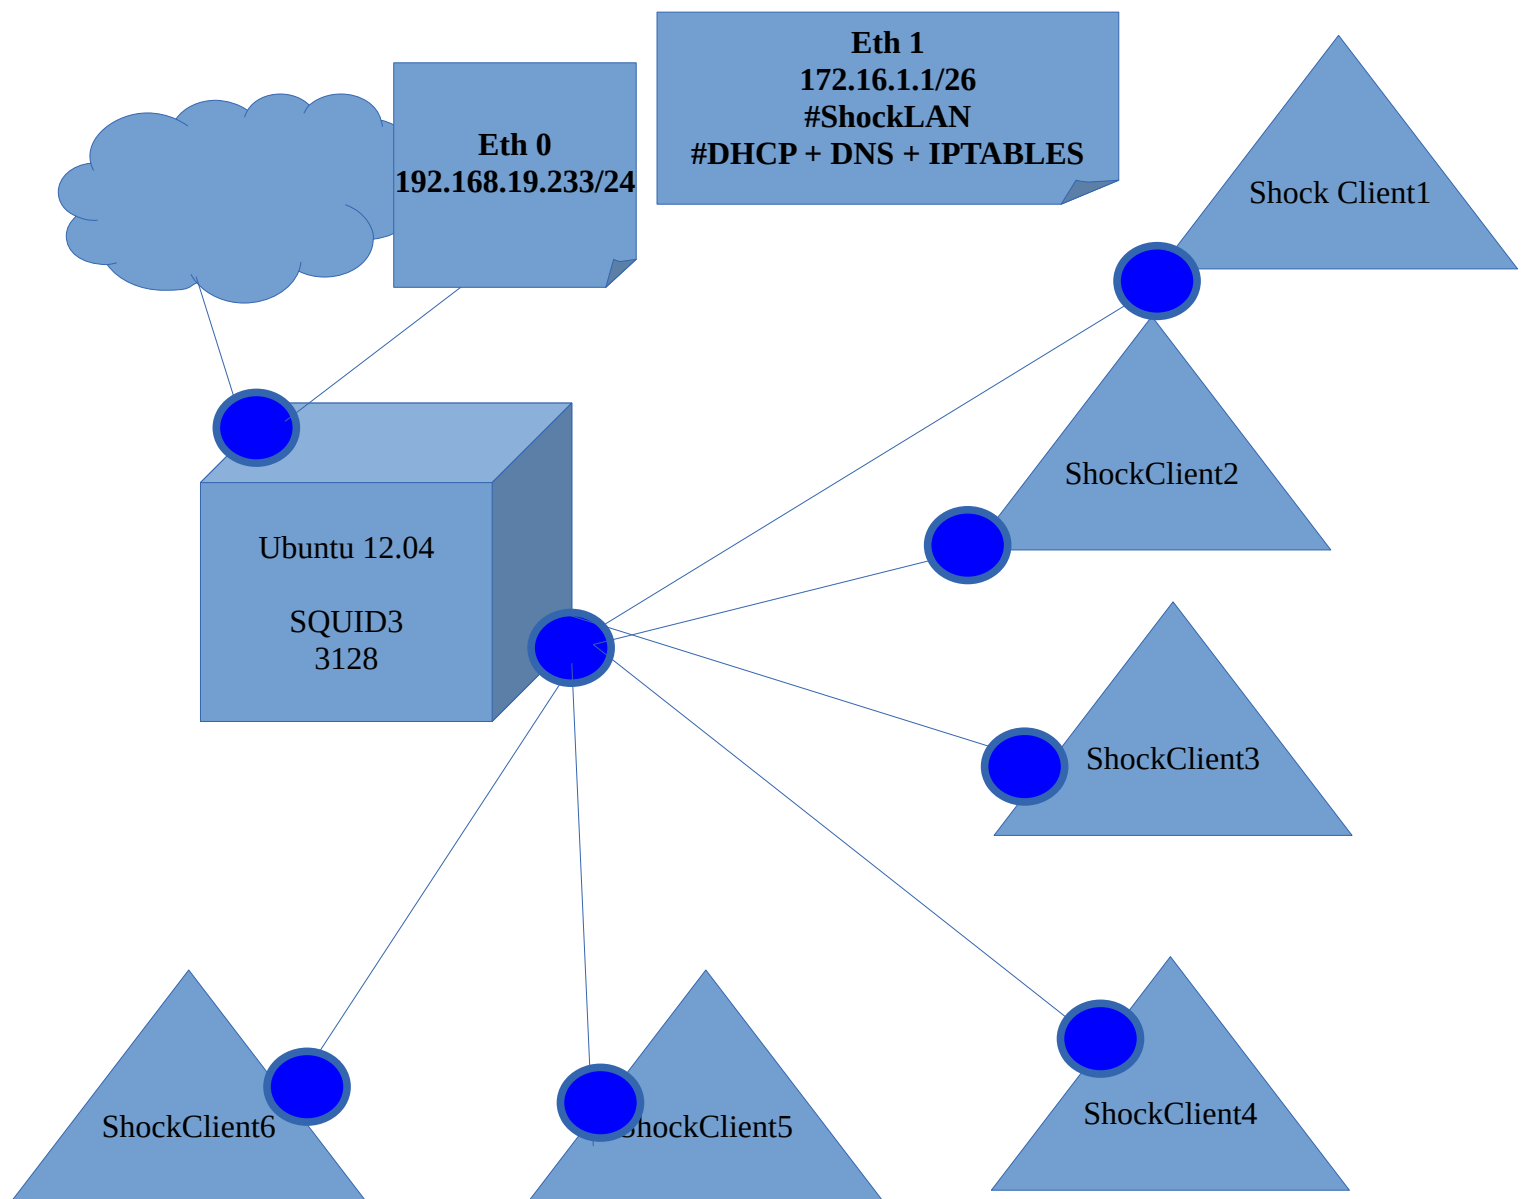 Eth 0
192.168.19.233/24
Eth 1
172.16.1.1/26
#ShockLAN
#DHCP + DNS + IPTABLES
Shock Client1
ShockClient2
Ubuntu 12.04
SQUID3
3128
ShockClient3
ShockClient4
ShockClient5
ShockClient6